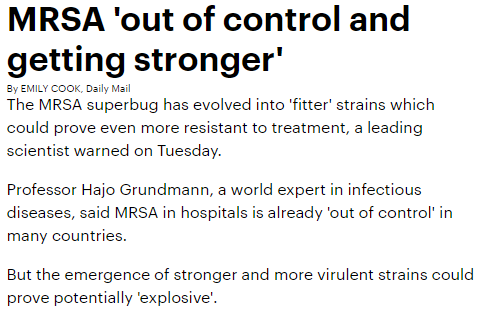 MRSA 'out of control and
getting stronger'
By EMILY COOK, Daily Mail
The MRSA superbug has evolved into 'fitter' strains which
could prove even more resistant to treatment, a leading
scientist warned on Tuesday.
Professor Hajo Grundmann, a world expert in infectious
diseases, said MRSA in hospitals is already 'out of control' in
many countries.
But the emergence of stronger and more virulent strains could
prove potentially 'explosive'.